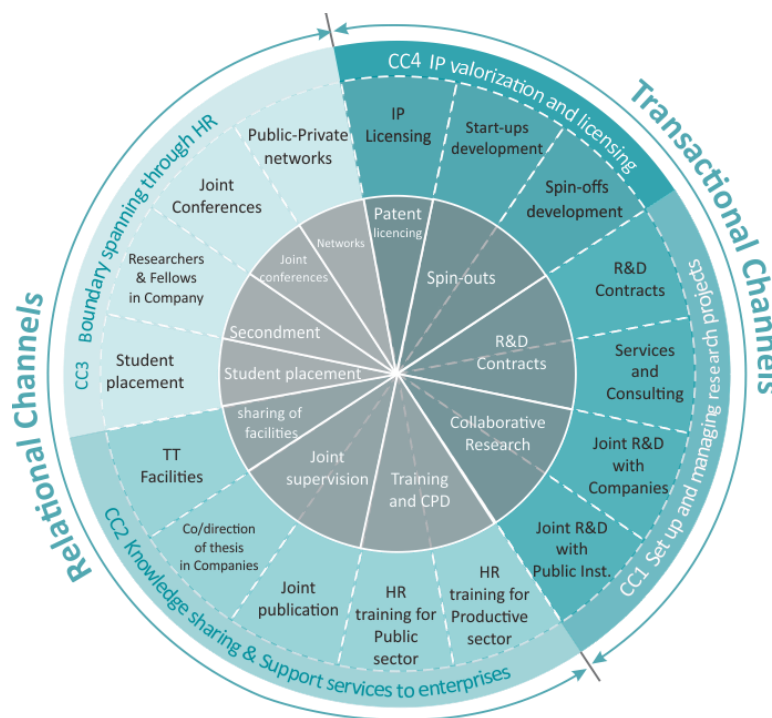 Transactional Channels
Relational Channels
CC4 IP valorization and licensing
CC1 Set up and managing research projects
CC2 Knowledge sharing & Support services to enterprises
CC3 Boundary spanning through HR
IP
Licensing
Start-ups
development
Spin-offs
development
R&D
Contracts
Services
and
Consulting
Joint R&D
with
Companies
Joint R&D
with
Public Inst.
HR
training for
Productive
sector
HR
training for
Public
sector
Joint
publication
Co/direction
of thesis
in Companies
TT
Facilities
Student
placement
Researchers
& Fellows
in Company
Joint
Conferences
Public-Private
networks
Patent
licencing
Spin-outs
R&D
Contracts
Collaborative
Research
Training
and CPD
Joint
supervision
sharing of
facilities
Student placement
Secondment
Joint
conferences
Networks